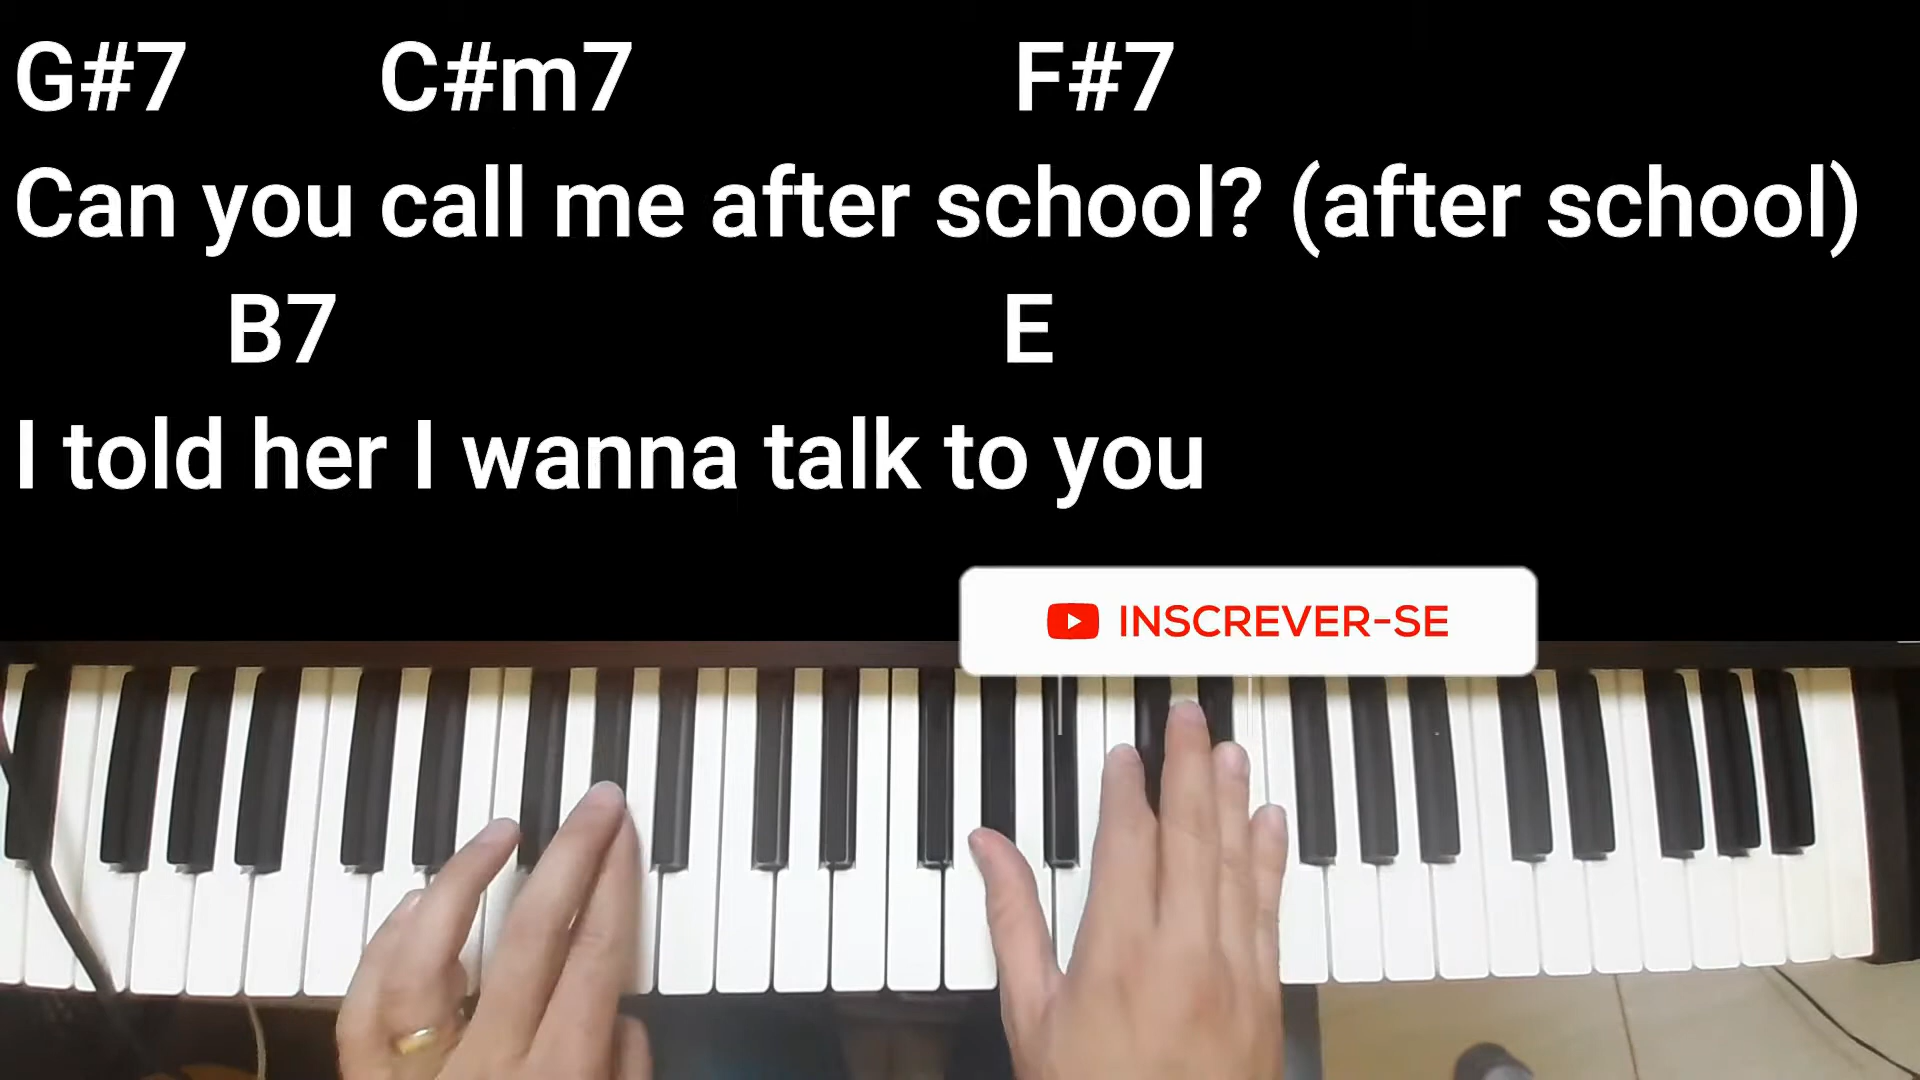 G#7 C#m7 F#7
Can you call me after school? (after school)
B7 E
I told her I wanna talk to you
INSCREVER-SE